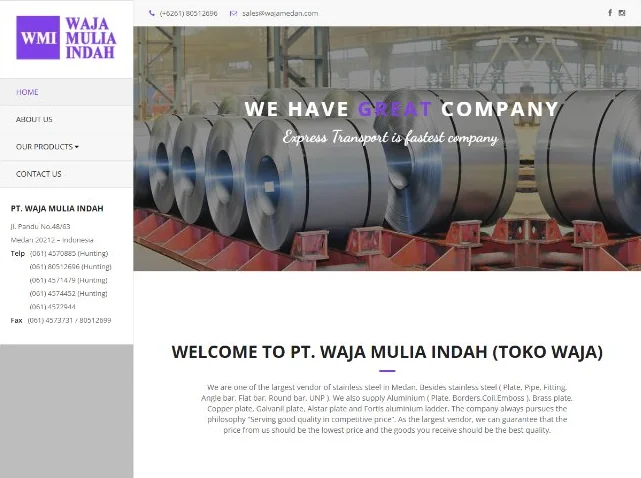 WMI WAJA
MULIA
INDAH
(+6261) 80512696 sales@wajamedan.com
HOME
ABOUT US
OUR PRODUCTS
CONTACT US
PT. WAJA MULIA INDAH
Jl. Pandu No.48/63
Medan 20212 – Indonesia
Telp (061) 4570885 (Hunting)
(061) 80512696 (Hunting)
(061) 4571479 (Hunting)
(061) 4574452 (Hunting)
(061) 4572944
Fax (061) 4573731 / 80512699
WE HAVE GREAT COMPANY
Express Transport is fastest company
WELCOME TO PT. WAJA MULIA INDAH (TOKO WAJA)
We are one of the largest vendor of stainless steel in Medan. Besides stainless steel ( Plate, Pipe, Fitting,
Angle bar, Flat bar, Round bar, UNP ). We also supply Aluminium ( Plate, Borders,Coil,Emboss ), Brass plate,
Copper plate, Galvanil plate, Alstar plate and Fortis aluminium ladder. The company always pursues the
philosophy "Serving good quality in competitive price". As the largest vendor, we can guarantee that the
price from us should be the lowest price and the goods you receive should be the best quality.